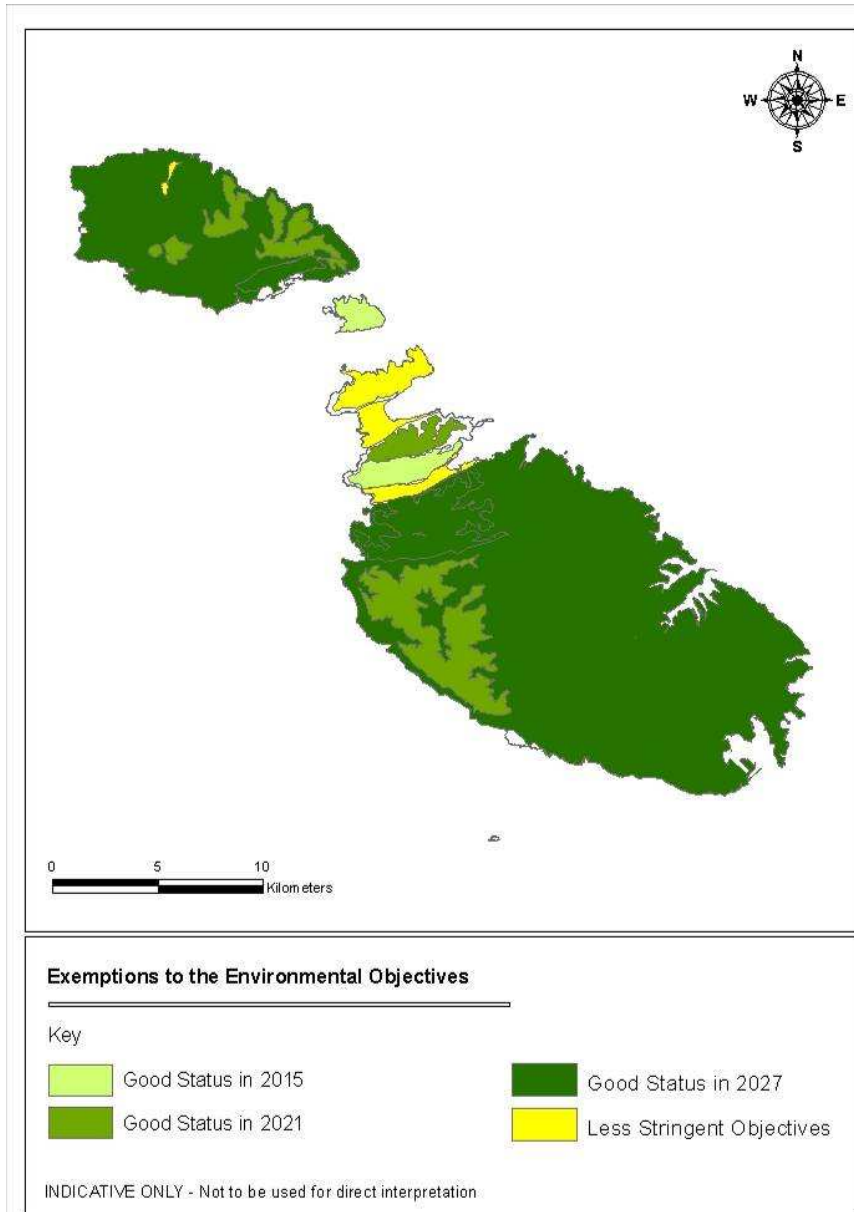 N
W E
S
0 5 10
Kilometers
Exemptions to the Environmental Objectives
Key
Good Status in 2015
Good Status in 2021
Good Status in 2027
Less Stringent Objectives
INDICATIVE ONLY - Not to be used for direct interpretation